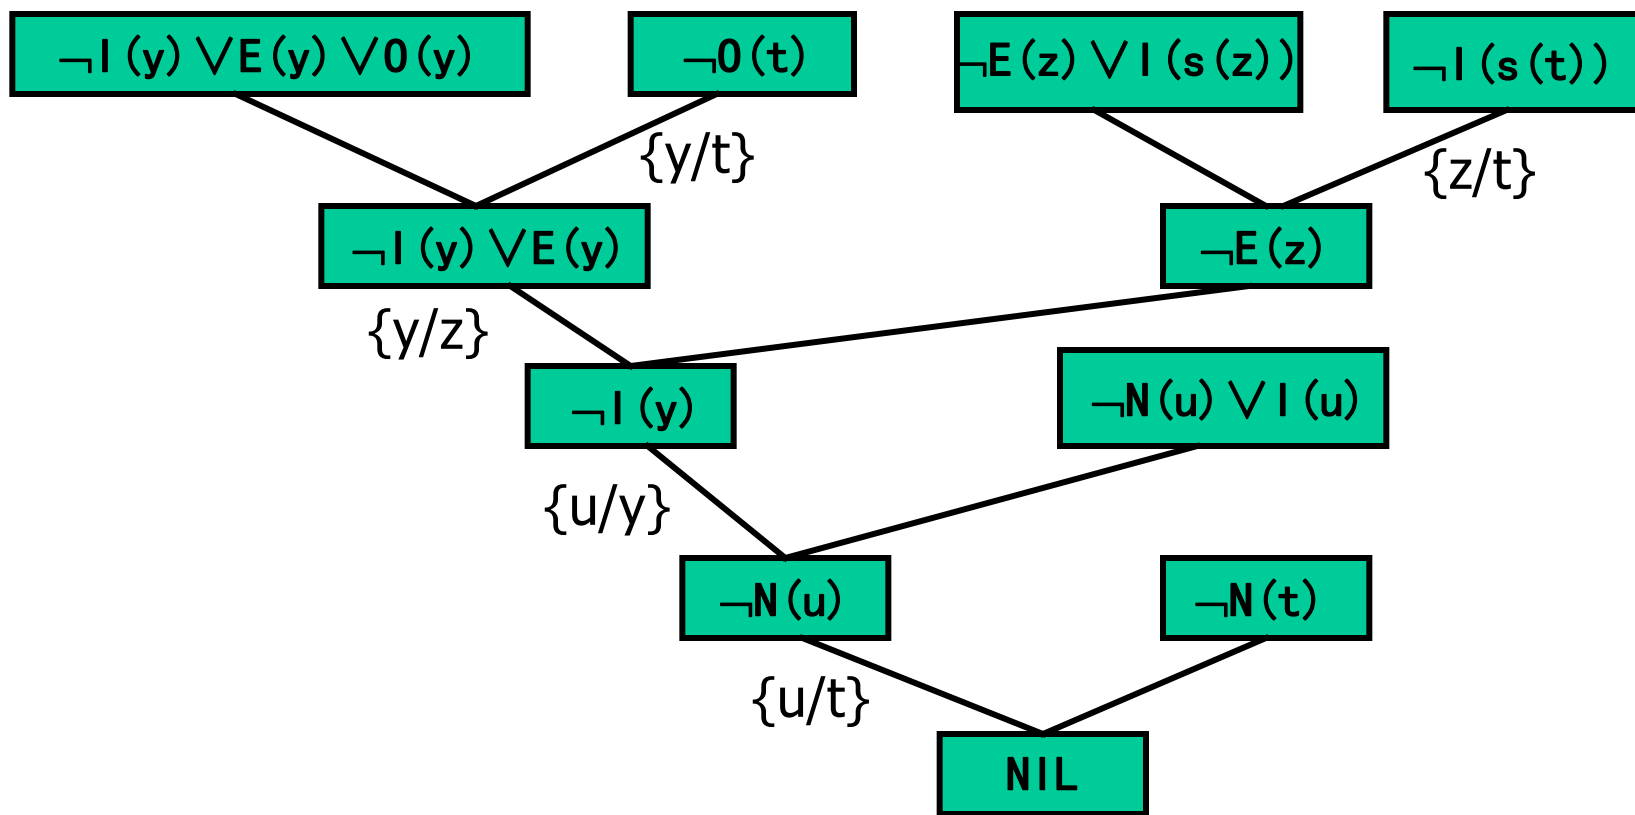 ¬I(y)∨E(y)∨O(y)
¬O(t)
¬E(z)∨I(s(z))
¬I(s(t))
{y/t}
{z/t}
¬I(y)∨E(y)
¬E(z)
{y/z}
¬I(y)
¬N(u)∨I(u)
{u/y}
¬N(u)
¬N(t)
{u/t}
NIL